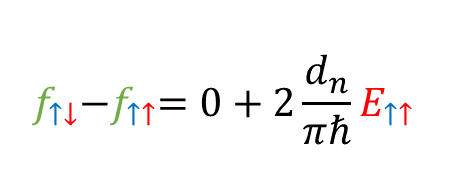 f↑↓ − f↑↑ = 0 + 2 dₙ/πħ E↑↑